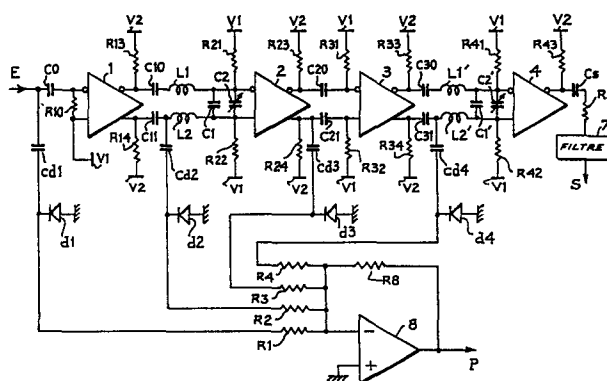 V2 V1 V2 V1 V2 V1 V2
R13 C10 L1 R21 R23 C20 R31 R33 C30 L1' R41 R43
E C0 1 C2 2 3 C2' 4 Cs
R10 R
R14 C11 L2 C1 R22 R24 C21 R32 R34 C31 L2' C1' R42 7
Cd1 V1 V2 Cd2 V1 V2 Cd3 V1 V2 Cd4 V1 FILTRE
S
d1 d2 d3 d4
R4 R8
R3
R2 8
R1 − P
+